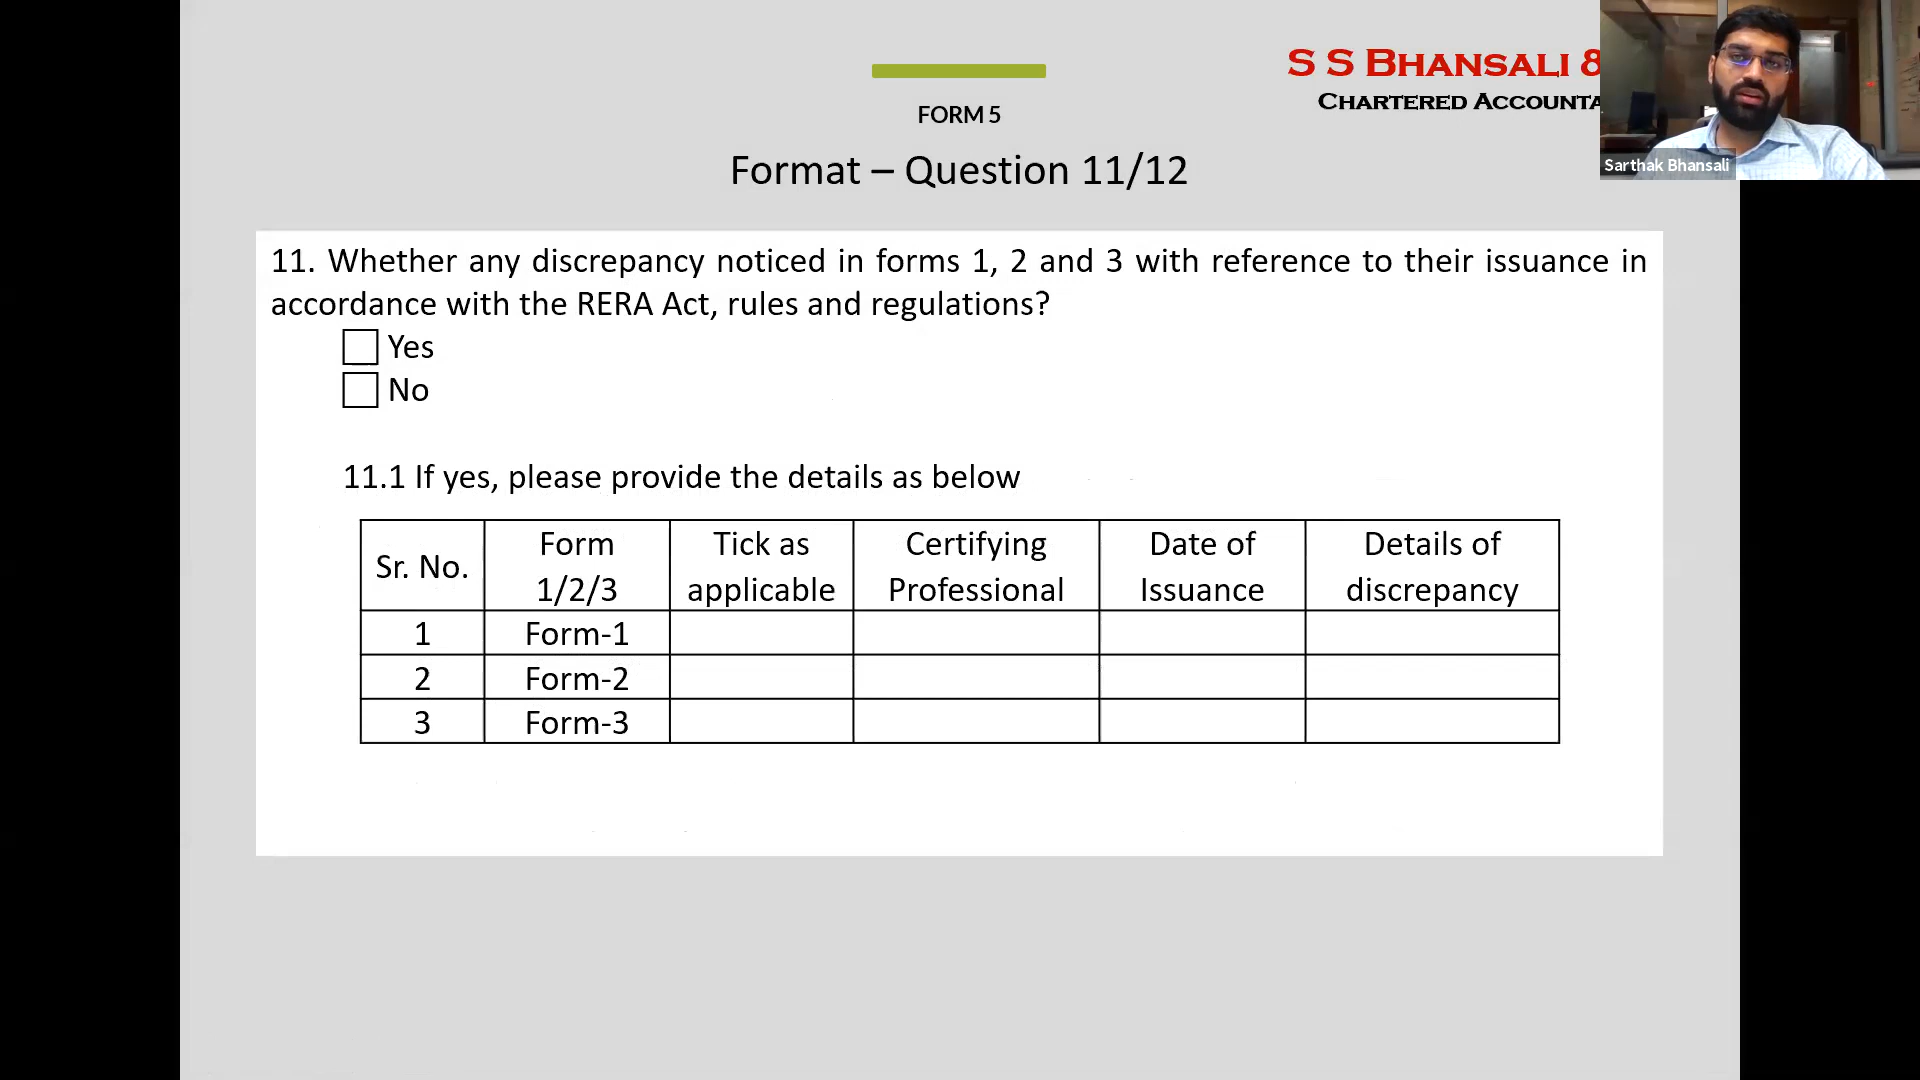 S S BHANSALI &
CHARTERED ACCOUNTA
FORM 5
Sarthak Bhansali
Format – Question 11/12
11. Whether any discrepancy noticed in forms 1, 2 and 3 with reference to their issuance in
accordance with the RERA Act, rules and regulations?
Yes
No
11.1 If yes, please provide the details as below
Sr. No. Form 1/2/3 Tick as applicable Certifying Professional Date of Issuance Details of discrepancy
1 Form-1
2 Form-2
3 Form-3